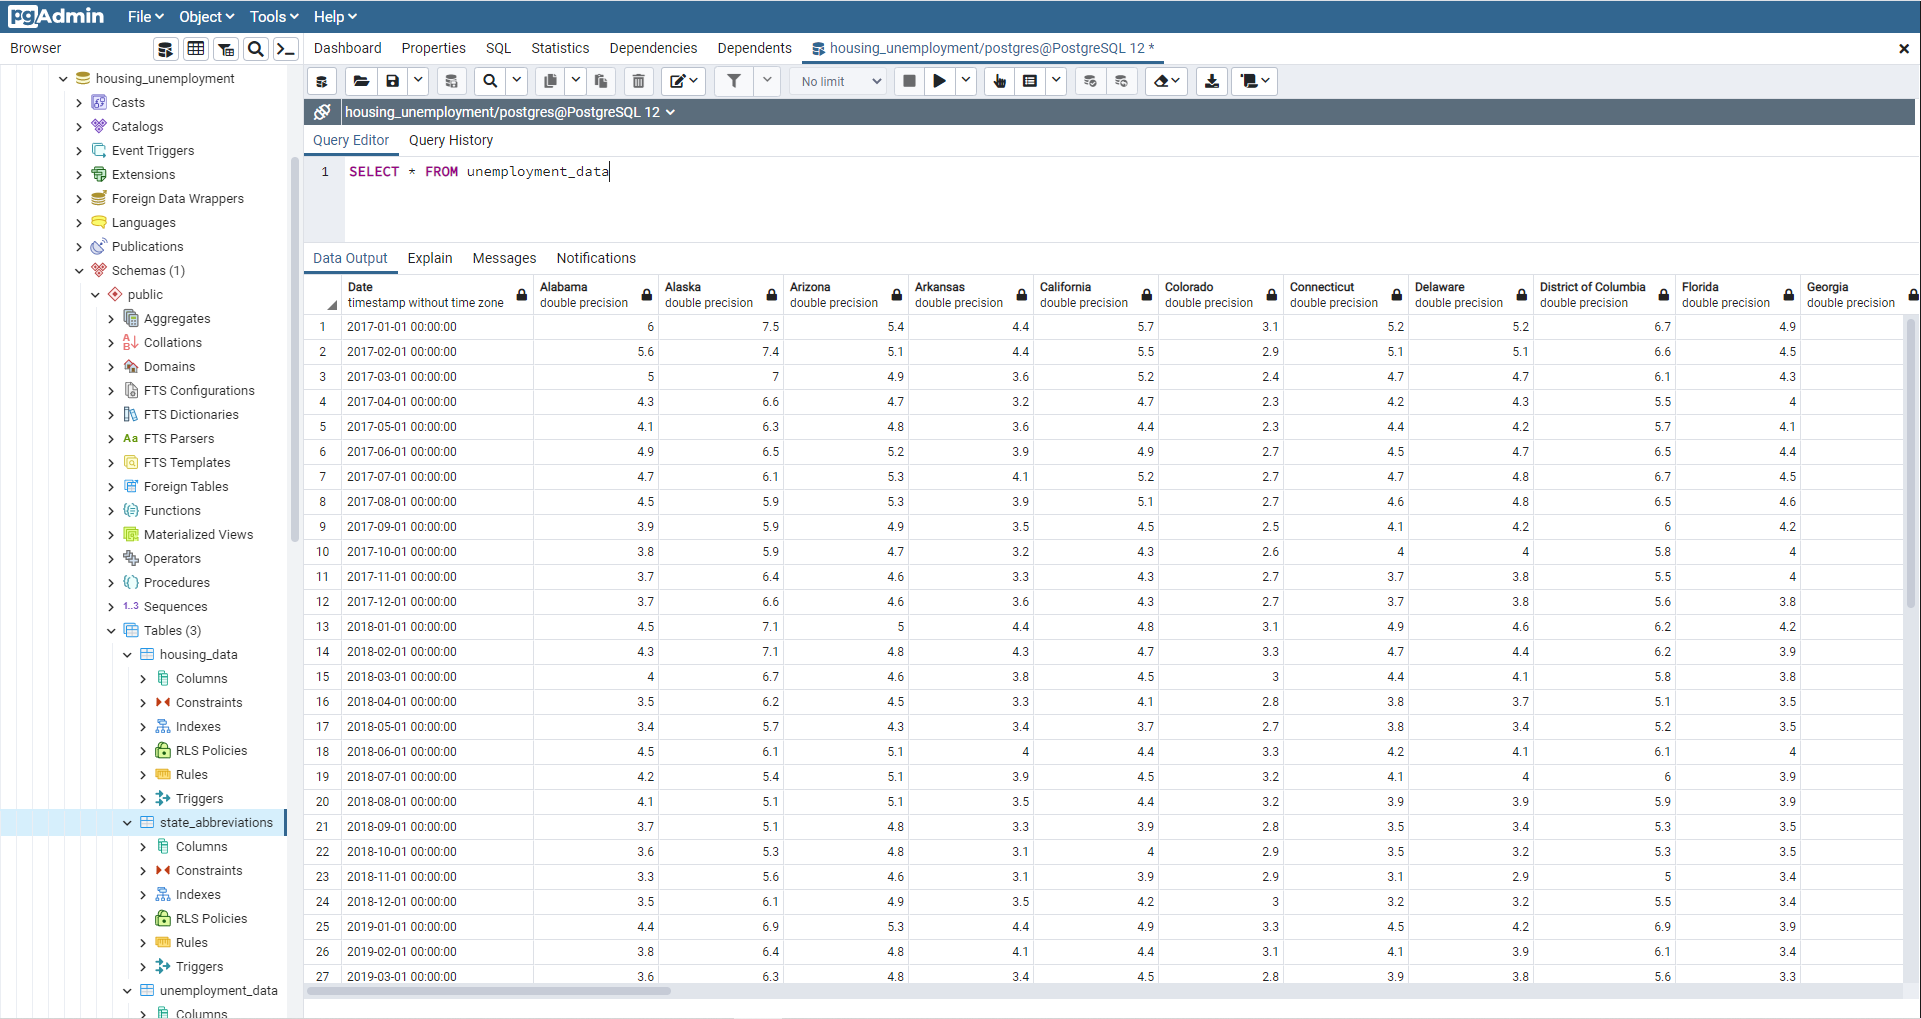 pgAdmin File Object Tools Help
Browser
Dashboard Properties SQL Statistics Dependencies Dependents housing_unemployment/postgres@PostgreSQL 12 *
No limit
housing_unemployment/postgres@PostgreSQL 12
Query Editor Query History
1 SELECT * FROM unemployment_data
housing_unemployment
Casts
Catalogs
Event Triggers
Extensions
Foreign Data Wrappers
Languages
Publications
Schemas (1)
public
Aggregates
Collations
Domains
FTS Configurations
FTS Dictionaries
Aa FTS Parsers
FTS Templates
Foreign Tables
Functions
Materialized Views
Operators
Procedures
1..3 Sequences
Tables (3)
housing_data
Columns
Constraints
Indexes
RLS Policies
Rules
Triggers
state_abbreviations
Columns
Constraints
Indexes
RLS Policies
Rules
Triggers
unemployment_data
Columns
Data Output Explain Messages Notifications
Date Alabama Alaska Arizona Arkansas California Colorado Connecticut Delaware District of Columbia Florida Georgia
timestamp without time zone double precision double precision double precision double precision double precision double precision double precision double precision double precision double precision double precision
1 2017-01-01 00:00:00 6 7.5 5.4 4.4 5.7 3.1 5.2 5.2 6.7 4.9
2 2017-02-01 00:00:00 5.6 7.4 5.1 4.4 5.5 2.9 5.1 5.1 6.6 4.5
3 2017-03-01 00:00:00 5 7 4.9 3.6 5.2 2.4 4.7 4.7 6.1 4.3
4 2017-04-01 00:00:00 4.3 6.6 4.7 3.2 4.7 2.3 4.2 4.3 5.5 4
5 2017-05-01 00:00:00 4.1 6.3 4.8 3.6 4.4 2.3 4.4 4.2 5.7 4.1
6 2017-06-01 00:00:00 4.9 6.5 5.2 3.9 4.9 2.7 4.5 4.7 6.5 4.4
7 2017-07-01 00:00:00 4.7 6.1 5.3 4.1 5.2 2.7 4.7 4.8 6.7 4.5
8 2017-08-01 00:00:00 4.5 5.9 5.3 3.9 5.1 2.7 4.6 4.8 6.5 4.6
9 2017-09-01 00:00:00 3.9 5.9 4.9 3.5 4.5 2.5 4.1 4.2 6 4.2
10 2017-10-01 00:00:00 3.8 5.9 4.7 3.2 4.3 2.6 4 4 5.8 4
11 2017-11-01 00:00:00 3.7 6.4 4.6 3.3 4.3 2.7 3.7 3.8 5.5 4
12 2017-12-01 00:00:00 3.7 6.6 4.6 3.6 4.3 2.7 3.7 3.8 5.6 3.8
13 2018-01-01 00:00:00 4.5 7.1 5 4.4 4.8 3.1 4.9 4.6 6.2 4.2
14 2018-02-01 00:00:00 4.3 7.1 4.8 4.3 4.7 3.3 4.7 4.4 6.2 3.9
15 2018-03-01 00:00:00 4 6.7 4.6 3.8 4.5 3 4.4 4.1 5.8 3.8
16 2018-04-01 00:00:00 3.5 6.2 4.5 3.3 4.1 2.8 3.8 3.7 5.1 3.5
17 2018-05-01 00:00:00 3.4 5.7 4.3 3.4 3.7 2.7 3.8 3.4 5.2 3.5
18 2018-06-01 00:00:00 4.5 6.1 5.1 4 4.4 3.3 4.2 4.1 6.1 4
19 2018-07-01 00:00:00 4.2 5.4 5.1 3.9 4.5 3.2 4.1 4 6 3.9
20 2018-08-01 00:00:00 4.1 5.1 5.1 3.5 4.4 3.2 3.9 3.9 5.9 3.9
21 2018-09-01 00:00:00 3.7 5.1 4.8 3.3 3.9 2.8 3.5 3.4 5.3 3.5
22 2018-10-01 00:00:00 3.6 5.3 4.8 3.1 4 2.9 3.5 3.2 5.3 3.5
23 2018-11-01 00:00:00 3.3 5.6 4.6 3.1 3.9 2.9 3.1 2.9 5 3.4
24 2018-12-01 00:00:00 3.5 6.1 4.9 3.5 4.2 3 3.2 3.2 5.5 3.4
25 2019-01-01 00:00:00 4.4 6.9 5.3 4.4 4.9 3.3 4.5 4.2 6.9 3.9
26 2019-02-01 00:00:00 3.8 6.4 4.8 4.1 4.4 3.1 4.1 3.9 6.1 3.4
27 2019-03-01 00:00:00 3.6 6.3 4.8 3.4 4.5 2.8 3.9 3.8 5.6 3.3